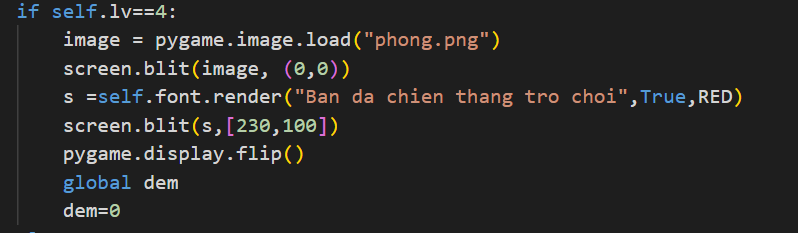 if self.lv==4:
    image = pygame.image.load("phong.png")
    screen.blit(image, (0,0))
    s =self.font.render("Ban da chien thang tro choi",True,RED)
    screen.blit(s,[230,100])
    pygame.display.flip()
    global dem
    dem=0